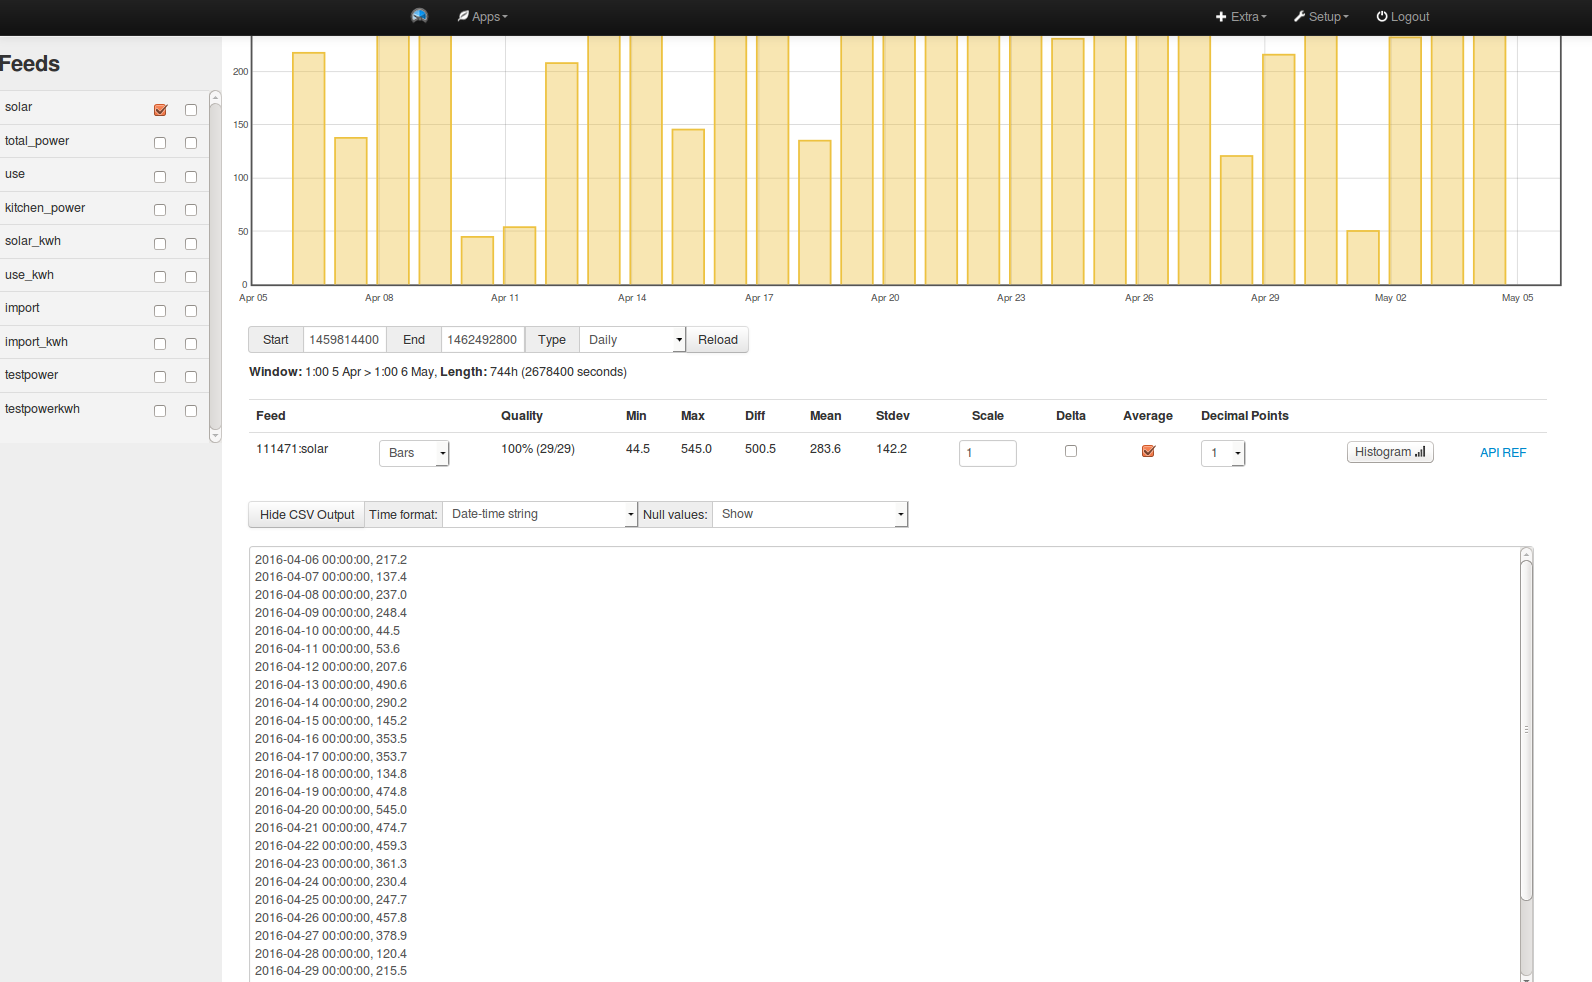 Apps
Extra
Setup
Logout
Feeds
solar
total_power
use
kitchen_power
solar_kwh
use_kwh
import
import_kwh
testpower
testpowerkwh
200
150
100
50
0
Apr 05 Apr 08 Apr 11 Apr 14 Apr 17 Apr 20 Apr 23 Apr 26 Apr 29 May 02 May 05
Start 1459814400 End 1462492800 Type Daily Reload
Window: 1:00 5 Apr > 1:00 6 May, Length: 744h (2678400 seconds)
Feed Quality Min Max Diff Mean Stdev Scale Delta Average Decimal Points
111471:solar Bars 100% (29/29) 44.5 545.0 500.5 283.6 142.2 1 1 Histogram API REF
Hide CSV Output Time format: Date-time string Null values: Show
2016-04-06 00:00:00, 217.2
2016-04-07 00:00:00, 137.4
2016-04-08 00:00:00, 237.0
2016-04-09 00:00:00, 248.4
2016-04-10 00:00:00, 44.5
2016-04-11 00:00:00, 53.6
2016-04-12 00:00:00, 207.6
2016-04-13 00:00:00, 490.6
2016-04-14 00:00:00, 290.2
2016-04-15 00:00:00, 145.2
2016-04-16 00:00:00, 353.5
2016-04-17 00:00:00, 353.7
2016-04-18 00:00:00, 134.8
2016-04-19 00:00:00, 474.8
2016-04-20 00:00:00, 545.0
2016-04-21 00:00:00, 474.7
2016-04-22 00:00:00, 459.3
2016-04-23 00:00:00, 361.3
2016-04-24 00:00:00, 230.4
2016-04-25 00:00:00, 247.7
2016-04-26 00:00:00, 457.8
2016-04-27 00:00:00, 378.9
2016-04-28 00:00:00, 120.4
2016-04-29 00:00:00, 215.5